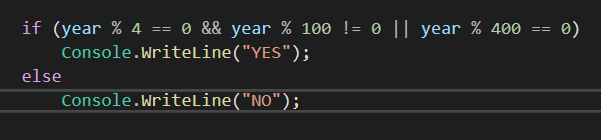 if (year % 4 == 0 && year % 100 != 0 || year % 400 == 0)
    Console.WriteLine("YES");
else
    Console.WriteLine("NO");